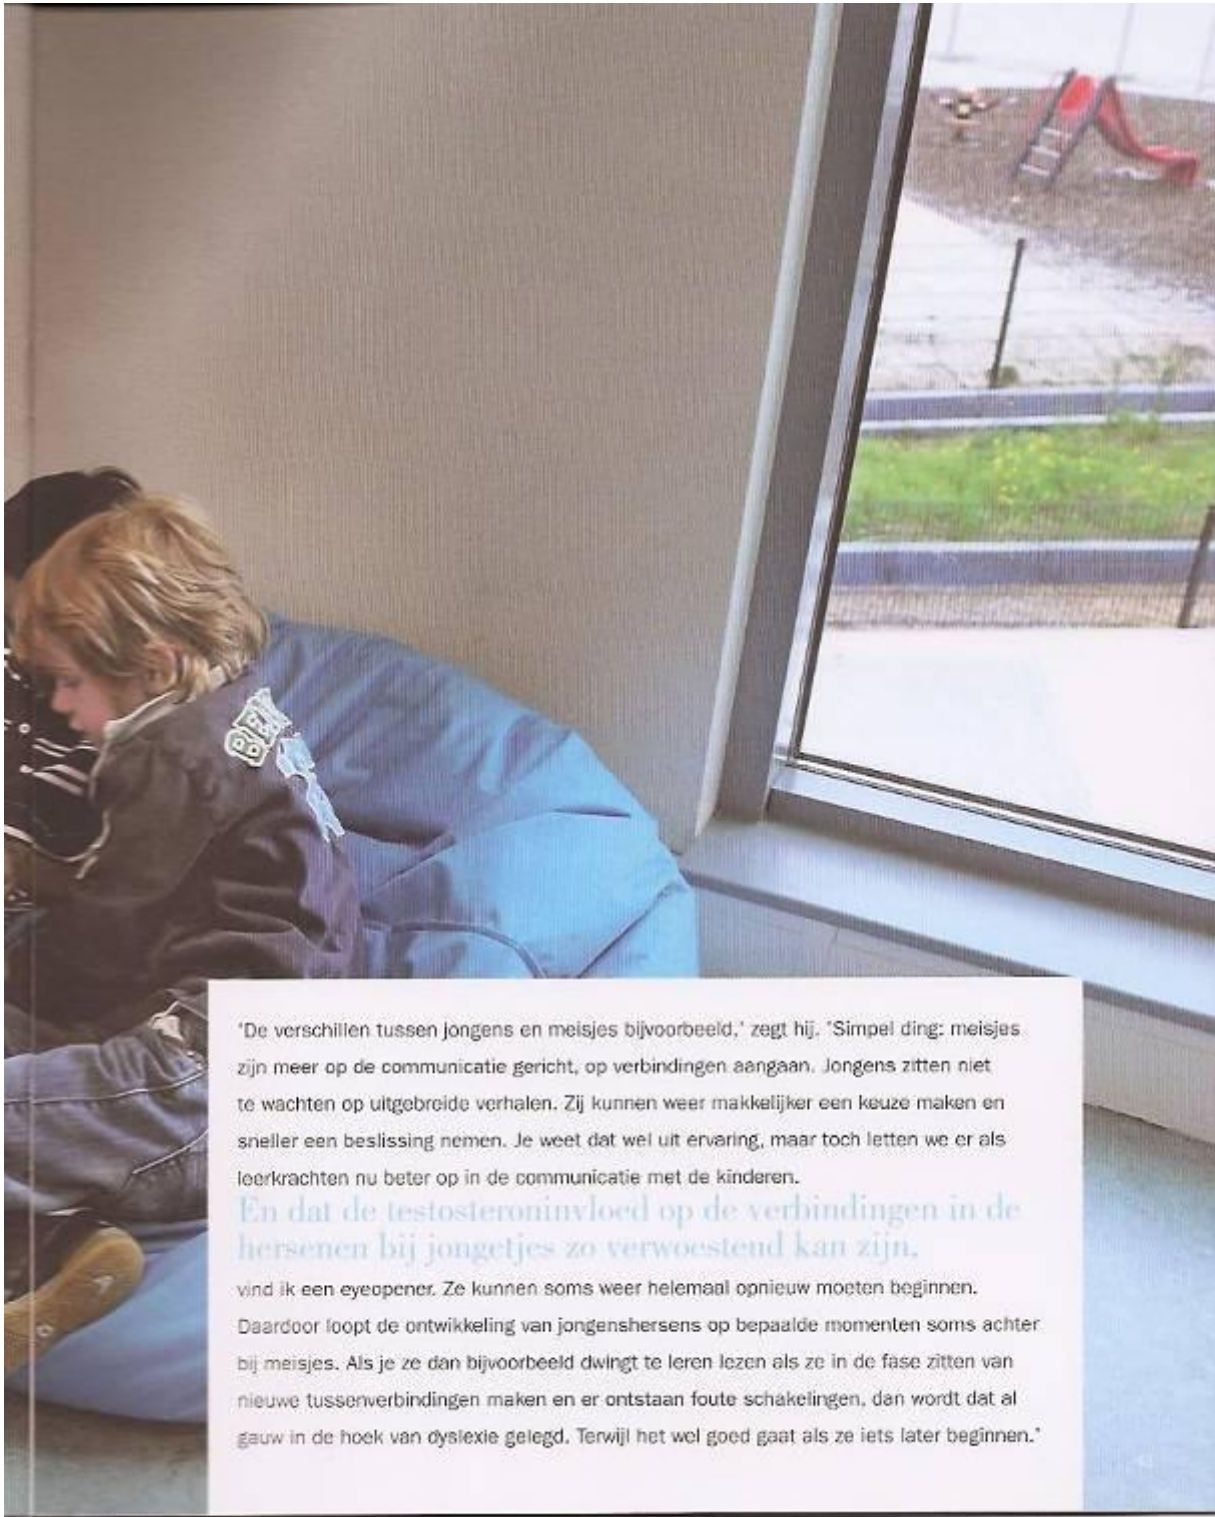 BEN
"De verschillen tussen jongens en meisjes bijvoorbeeld," zegt hij. "Simpel ding: meisjes
zijn meer op de communicatie gericht, op verbindingen aangaan. Jongens zitten niet
te wachten op uitgebreide verhalen. Zij kunnen weer makkelijker een keuze maken en
sneller een beslissing nemen. Je weet dat wel uit ervaring, maar toch letten we er als
leerkrachten nu beter op in de communicatie met de kinderen.
En dat de testosteroninvloed op de verbindingen in de
hersenen bij jongetjes zo verwoestend kan zijn,
vind ik een eyeopener. Ze kunnen soms weer helemaal opnieuw moeten beginnen.
Daardoor loopt de ontwikkeling van jongenshersens op bepaalde momenten soms achter
bij meisjes. Als je ze dan bijvoorbeeld dwingt te leren lezen als ze in de fase zitten van
nieuwe tussenverbindingen maken en er ontstaan foute schakelingen, dan wordt dat al
gauw in de hoek van dyslexie gelegd. Terwijl het wel goed gaat als ze iets later beginnen."